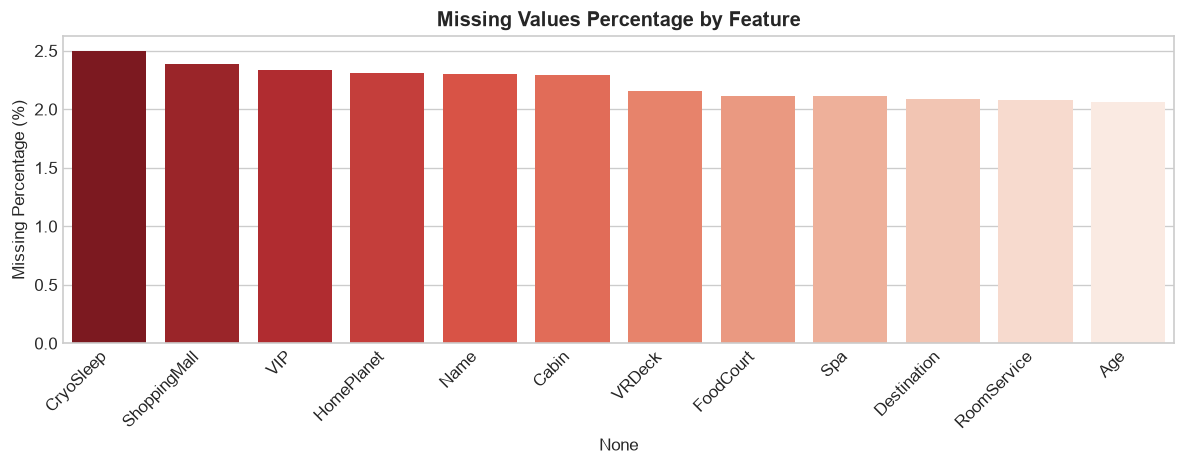 Missing Values Percentage by Feature
Missing Percentage (%)
2.5
2.0
1.5
1.0
0.5
0.0
CryoSleep
ShoppingMall
VIP
HomePlanet
Name
Cabin
VRDeck
FoodCourt
Spa
Destination
RoomService
Age
None